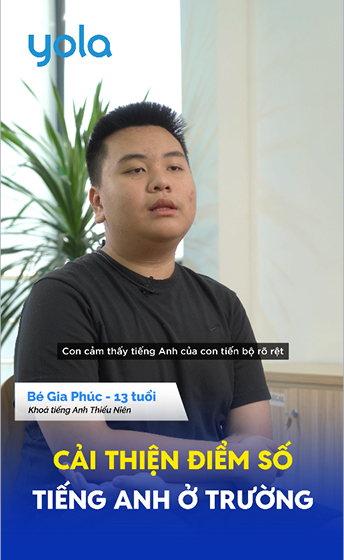 yola
Con cảm thấy tiếng Anh của con tiến bộ rõ rệt
Bé Gia Phúc - 13 tuổi
Khoá tiếng Anh Thiếu Niên
CẢI THIỆN ĐIỂM SỐ
TIẾNG ANH Ở TRƯỜNG